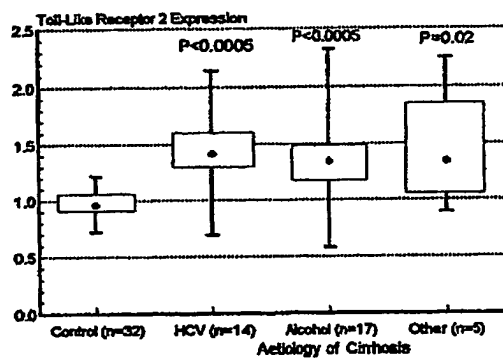 Toll-Like Receptor 2 Expression
P<0.0005
P<0.0005
P=0.02
2.5
2.0
1.5
1.0
0.5
0.0
Control (n=32) HCV (n=14) Alcohol (n=17) Other (n=5)
Aetiology of Cirrhosis